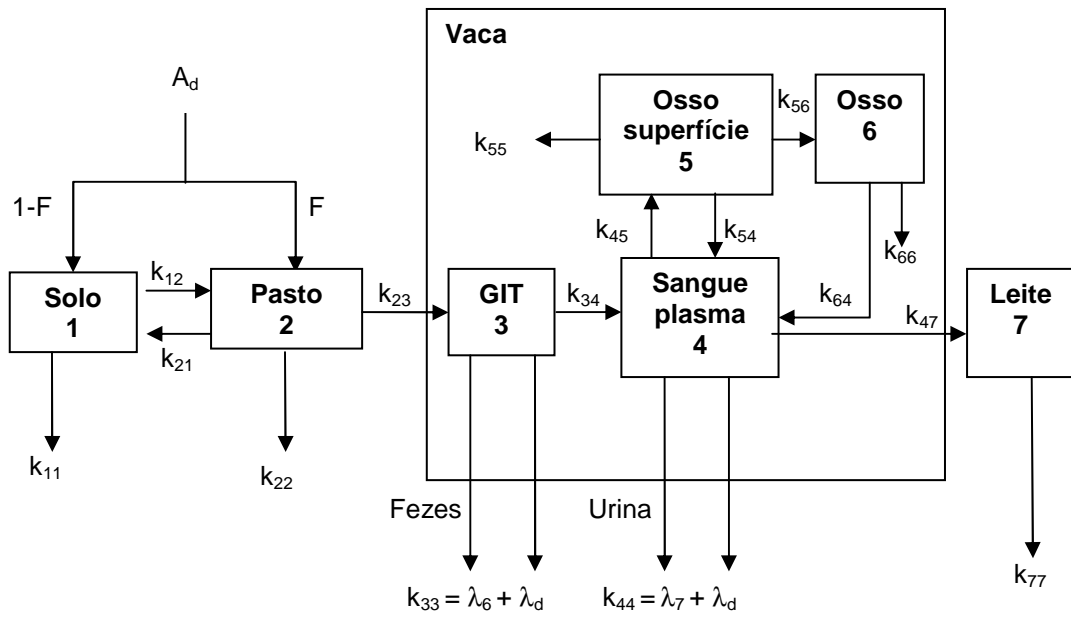 Vaca
A_d
1-F
F
Solo
1
k_12
k_21
Pasto
2
k_23
GIT
3
k_34
Sangue
plasma
4
k_45
k_54
Osso
superfície
5
k_55
k_56
Osso
6
k_66
k_64
k_47
Leite
7
k_11
k_22
Fezes
Urina
k_33 = λ_6 + λ_d
k_44 = λ_7 + λ_d
k_77